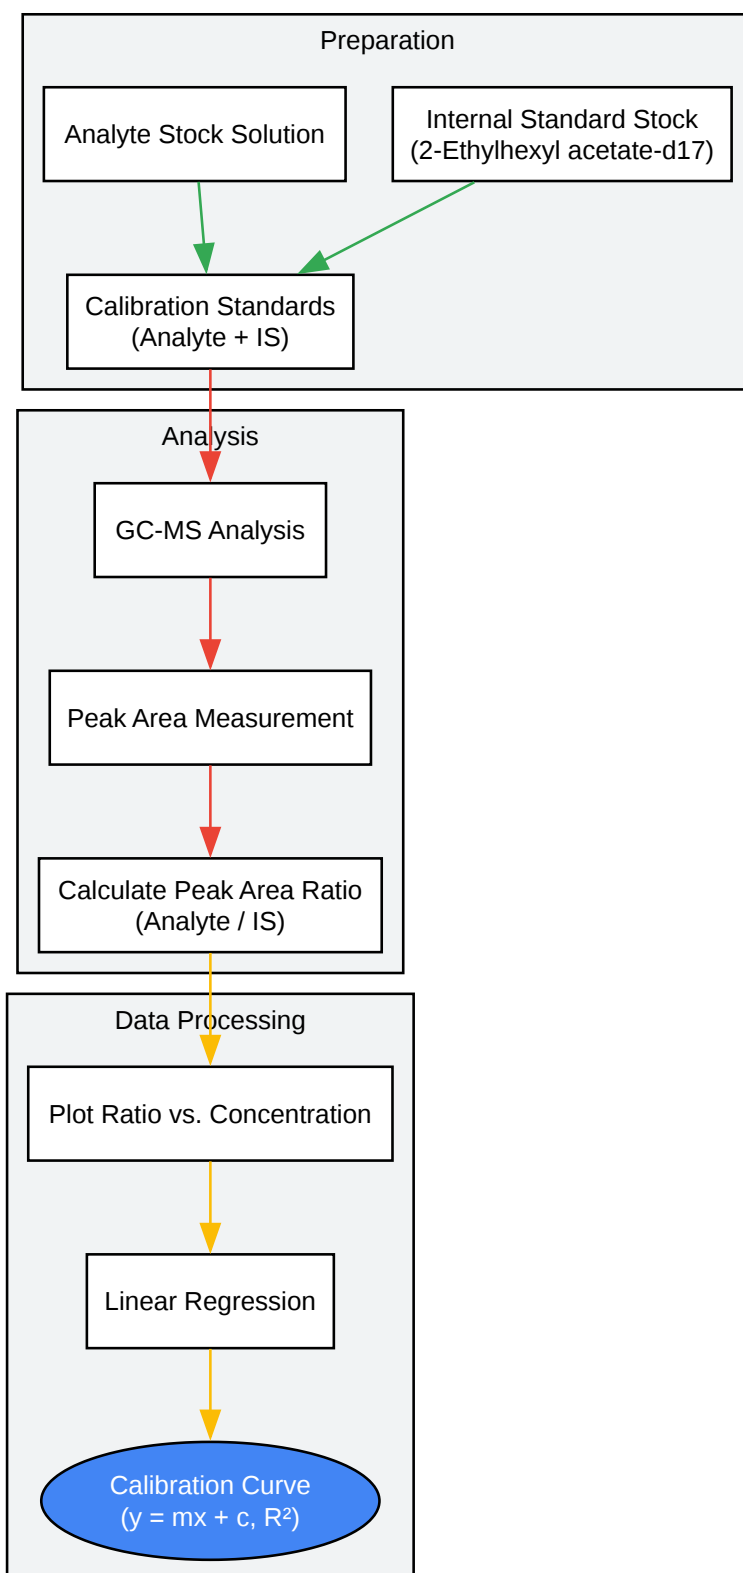 Preparation
Analyte Stock Solution
Internal Standard Stock
(2-Ethylhexyl acetate-d17)
Calibration Standards
(Analyte + IS)
Analysis
GC-MS Analysis
Peak Area Measurement
Calculate Peak Area Ratio
(Analyte / IS)
Data Processing
Plot Ratio vs. Concentration
Linear Regression
Calibration Curve
(y = mx + c, R²)